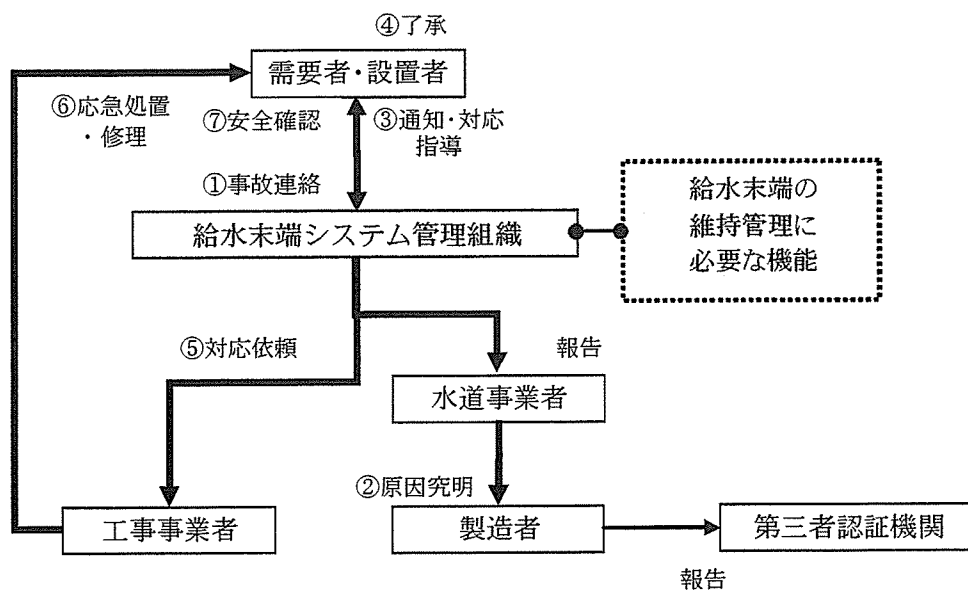 ④了承
需要者・設置者
⑥応急処置
・修理
⑦安全確認
③通知・対応
指導
①事故連絡
給水末端システム管理組織
給水末端の
維持管理に
必要な機能
⑤対応依頼
報告
水道事業者
②原因究明
工事事業者
製造者
第三者認証機関
報告